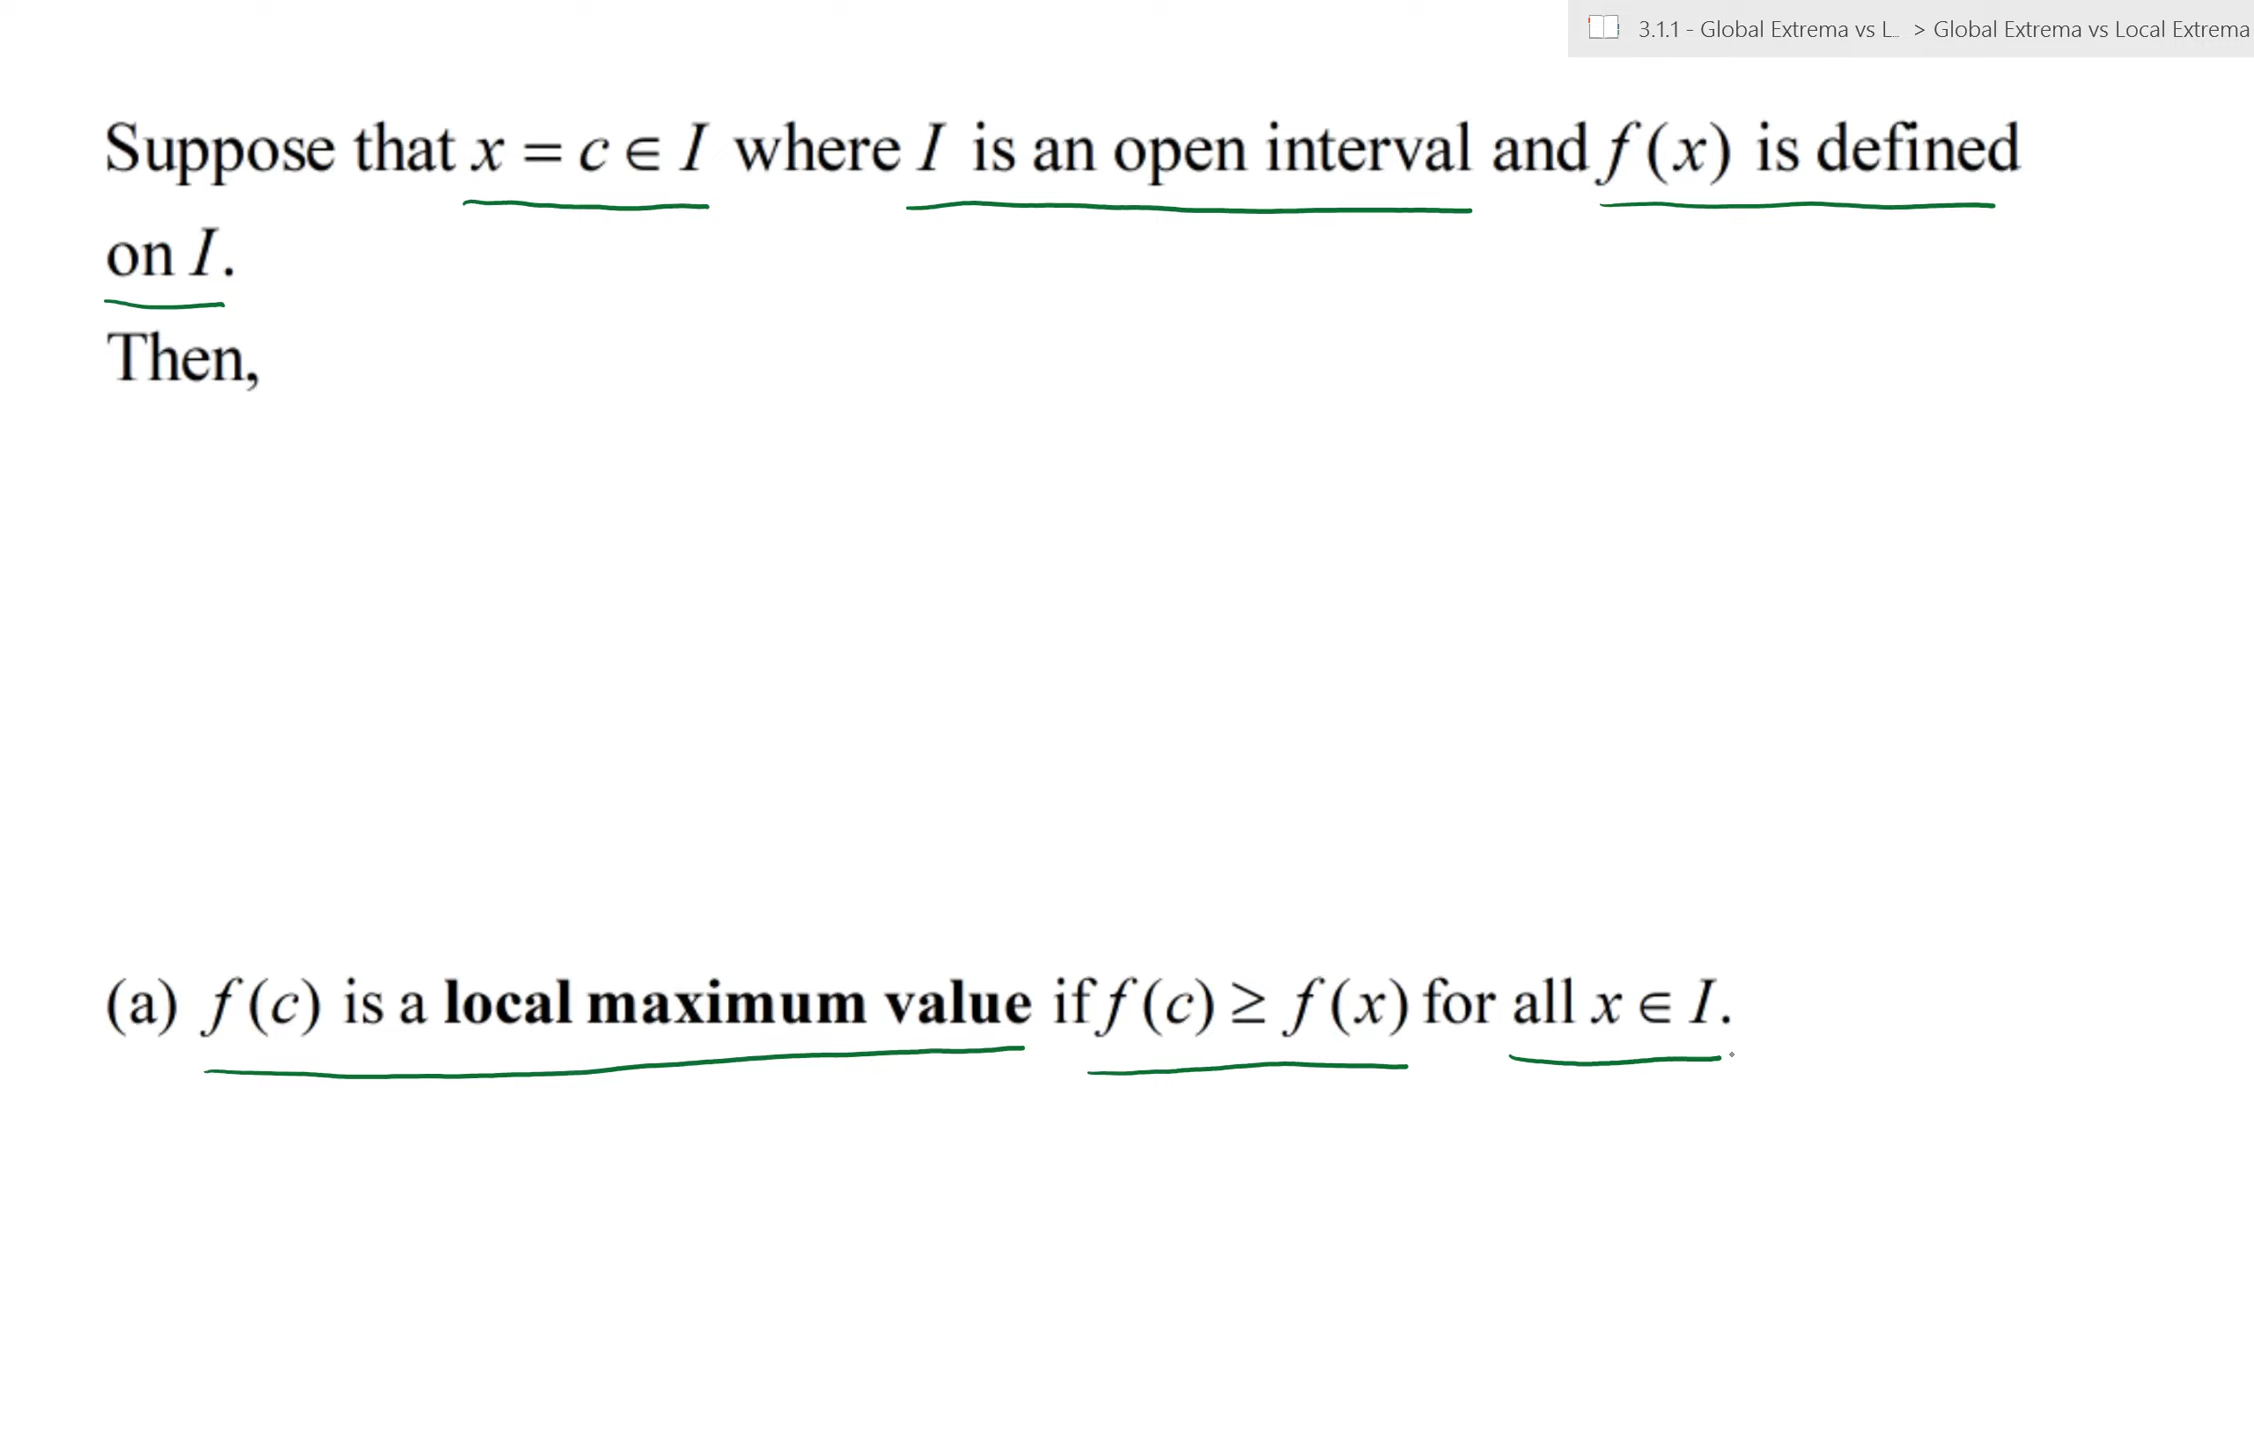 3.1.1 - Global Extrema vs L... > Global Extrema vs Local Extrema
Suppose that x = c ∈ I where I is an open interval and f(x) is defined
on I.
Then,
(a) f(c) is a local maximum value if f(c) ≥ f(x) for all x ∈ I.